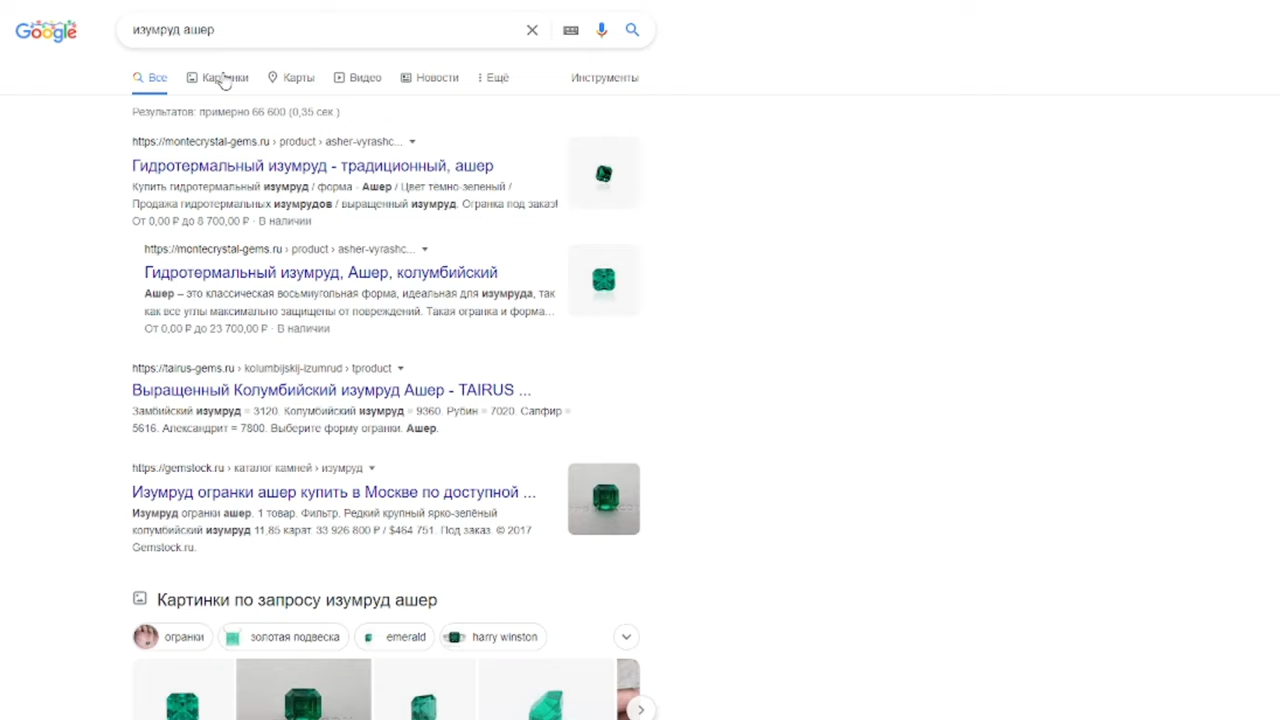 Google
изумруд ашер
Все Картинки Карты Видео Новости Ещё Инструменты
Результатов: примерно 66 600 (0,35 сек.)
https://montecrystal-gems.ru › product › asher-vyrashc...
Гидротермальный изумруд - традиционный, ашер
Купить гидротермальный изумруд / форма - Ашер / Цвет темно-зеленый /
Продажа гидротермальных изумрудов / выращенный изумруд. Огранка под заказ!
От 0,00 ₽ до 8 700,00 ₽ · В наличии
https://montecrystal-gems.ru › product › asher-vyrashc...
Гидротермальный изумруд, Ашер, колумбийский
Ашер – это классическая восьмиугольная форма, идеальная для изумруда, так
как все углы максимально защищены от повреждений. Такая огранка и форма...
От 0,00 ₽ до 23 700,00 ₽ · В наличии
https://tairus-gems.ru › kolumbijskij-izumrud › tproduct
Выращенный Колумбийский изумруд Ашер - TAIRUS ...
Замбийский изумруд = 3120. Колумбийский изумруд = 9360. Рубин = 7020. Сапфир =
5616. Александрит = 7800. Выберите форму огранки. Ашер.
https://gemstock.ru › каталог камней › изумруд
Изумруд огранки ашер купить в Москве по доступной ...
Изумруд огранки ашер. 1 товар. Фильтр. Редкий крупный ярко-зелёный
колумбийский изумруд 11,85 карат. 33 926 800 ₽ / $464 751. Под заказ. © 2017
Gemstock.ru.
Картинки по запросу изумруд ашер
огранки золотая подвеска emerald harry winston